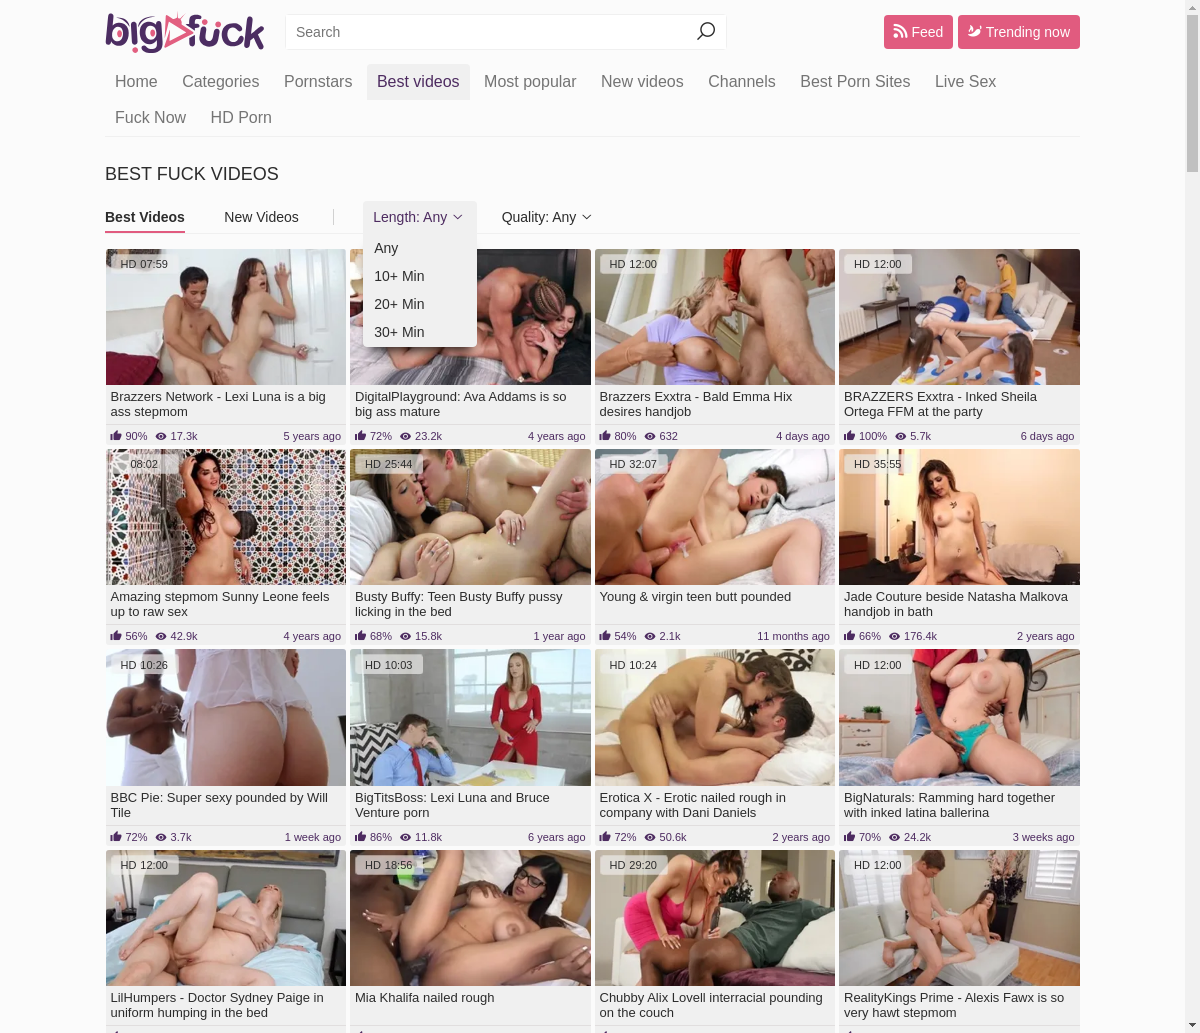 bigfuck
Search
Feed
Trending now
Home Categories Pornstars Best videos Most popular New videos Channels Best Porn Sites Live Sex
Fuck Now HD Porn
BEST FUCK VIDEOS
Best Videos New Videos Length: Any Quality: Any
Any
10+ Min
20+ Min
30+ Min
HD 07:59
HD 12:00
HD 12:00
Brazzers Network - Lexi Luna is a big
ass stepmom
90% 17.3k 5 years ago
DigitalPlayground: Ava Addams is so
big ass mature
72% 23.2k 4 years ago
Brazzers Exxtra - Bald Emma Hix
desires handjob
80% 632 4 days ago
BRAZZERS Exxtra - Inked Sheila
Ortega FFM at the party
100% 5.7k 6 days ago
08:02
HD 25:44
HD 32:07
HD 35:55
Amazing stepmom Sunny Leone feels
up to raw sex
56% 42.9k 4 years ago
Busty Buffy: Teen Busty Buffy pussy
licking in the bed
68% 15.8k 1 year ago
Young & virgin teen butt pounded
54% 2.1k 11 months ago
Jade Couture beside Natasha Malkova
handjob in bath
66% 176.4k 2 years ago
HD 10:26
HD 10:03
HD 10:24
HD 12:00
BBC Pie: Super sexy pounded by Will
Tile
72% 3.7k 1 week ago
BigTitsBoss: Lexi Luna and Bruce
Venture porn
86% 11.8k 6 years ago
Erotica X - Erotic nailed rough in
company with Dani Daniels
72% 50.6k 2 years ago
BigNaturals: Ramming hard together
with inked latina ballerina
70% 24.2k 3 weeks ago
HD 12:00
HD 18:56
HD 29:20
HD 12:00
LilHumpers - Doctor Sydney Paige in
uniform humping in the bed
Mia Khalifa nailed rough
Chubby Alix Lovell interracial pounding
on the couch
RealityKings Prime - Alexis Fawx is so
very hawt stepmom